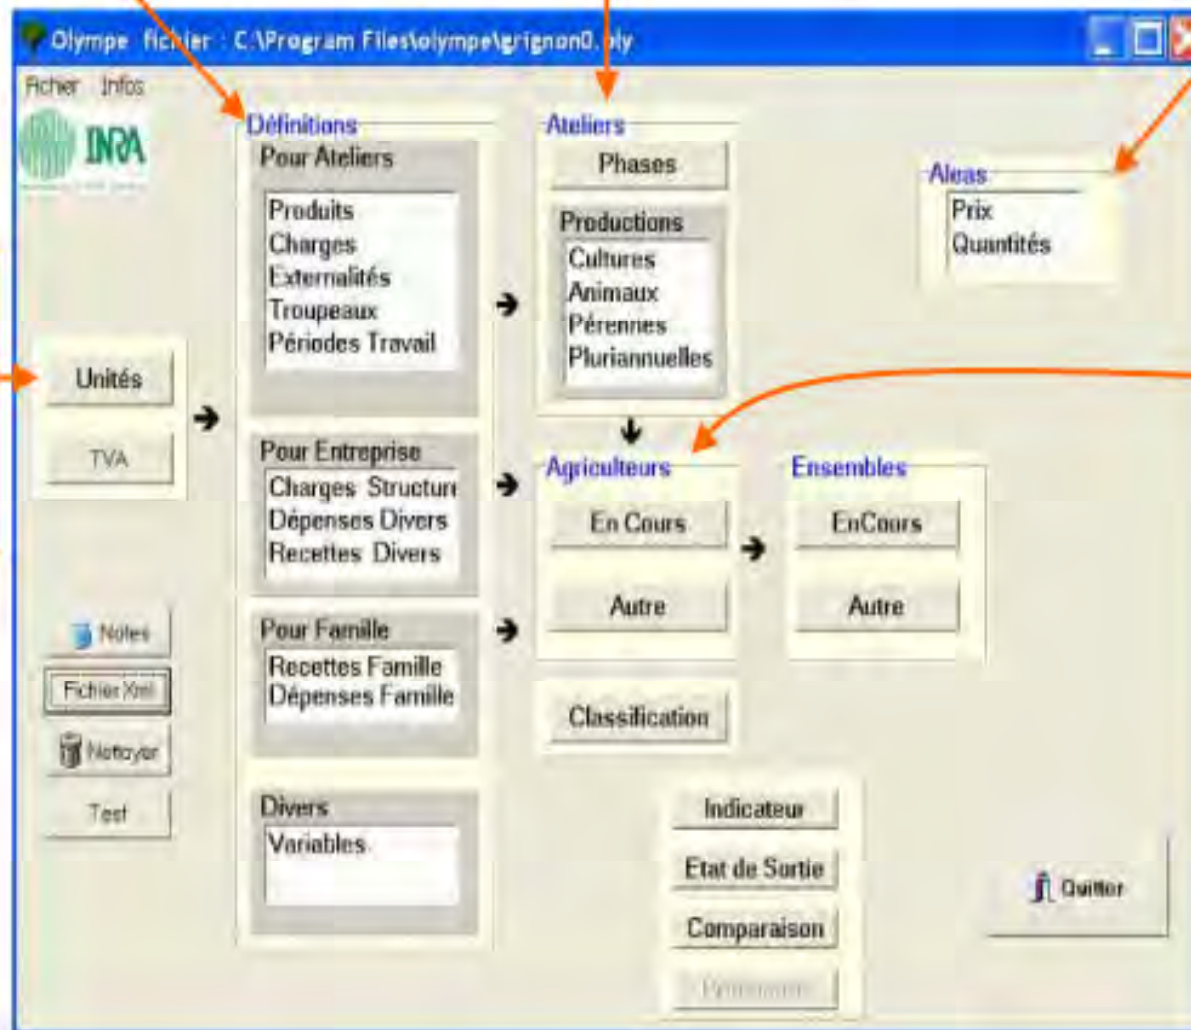 Olympe fichier : C:\Program Files\olympe\grignon0.oly
Fichier Infos
INRA
Définitions
Pour Ateliers
Produits
Charges
Externalités
Troupeaux
Périodes Travail
Ateliers
Phases
Productions
Cultures
Animaux
Pérennes
Pluriannuelles
Aleas
Prix
Quantités
Unités
TVA
Pour Entreprise
Charges Structure
Dépenses Divers
Recettes Divers
Agriculteurs
En Cours
Autre
Ensembles
EnCours
Autre
Pour Famille
Recettes Famille
Dépenses Famille
Classification
Notes
Fichier Xml
Nettoyer
Test
Divers
Variables
Indicateur
Etat de Sortie
Comparaison
Quitter